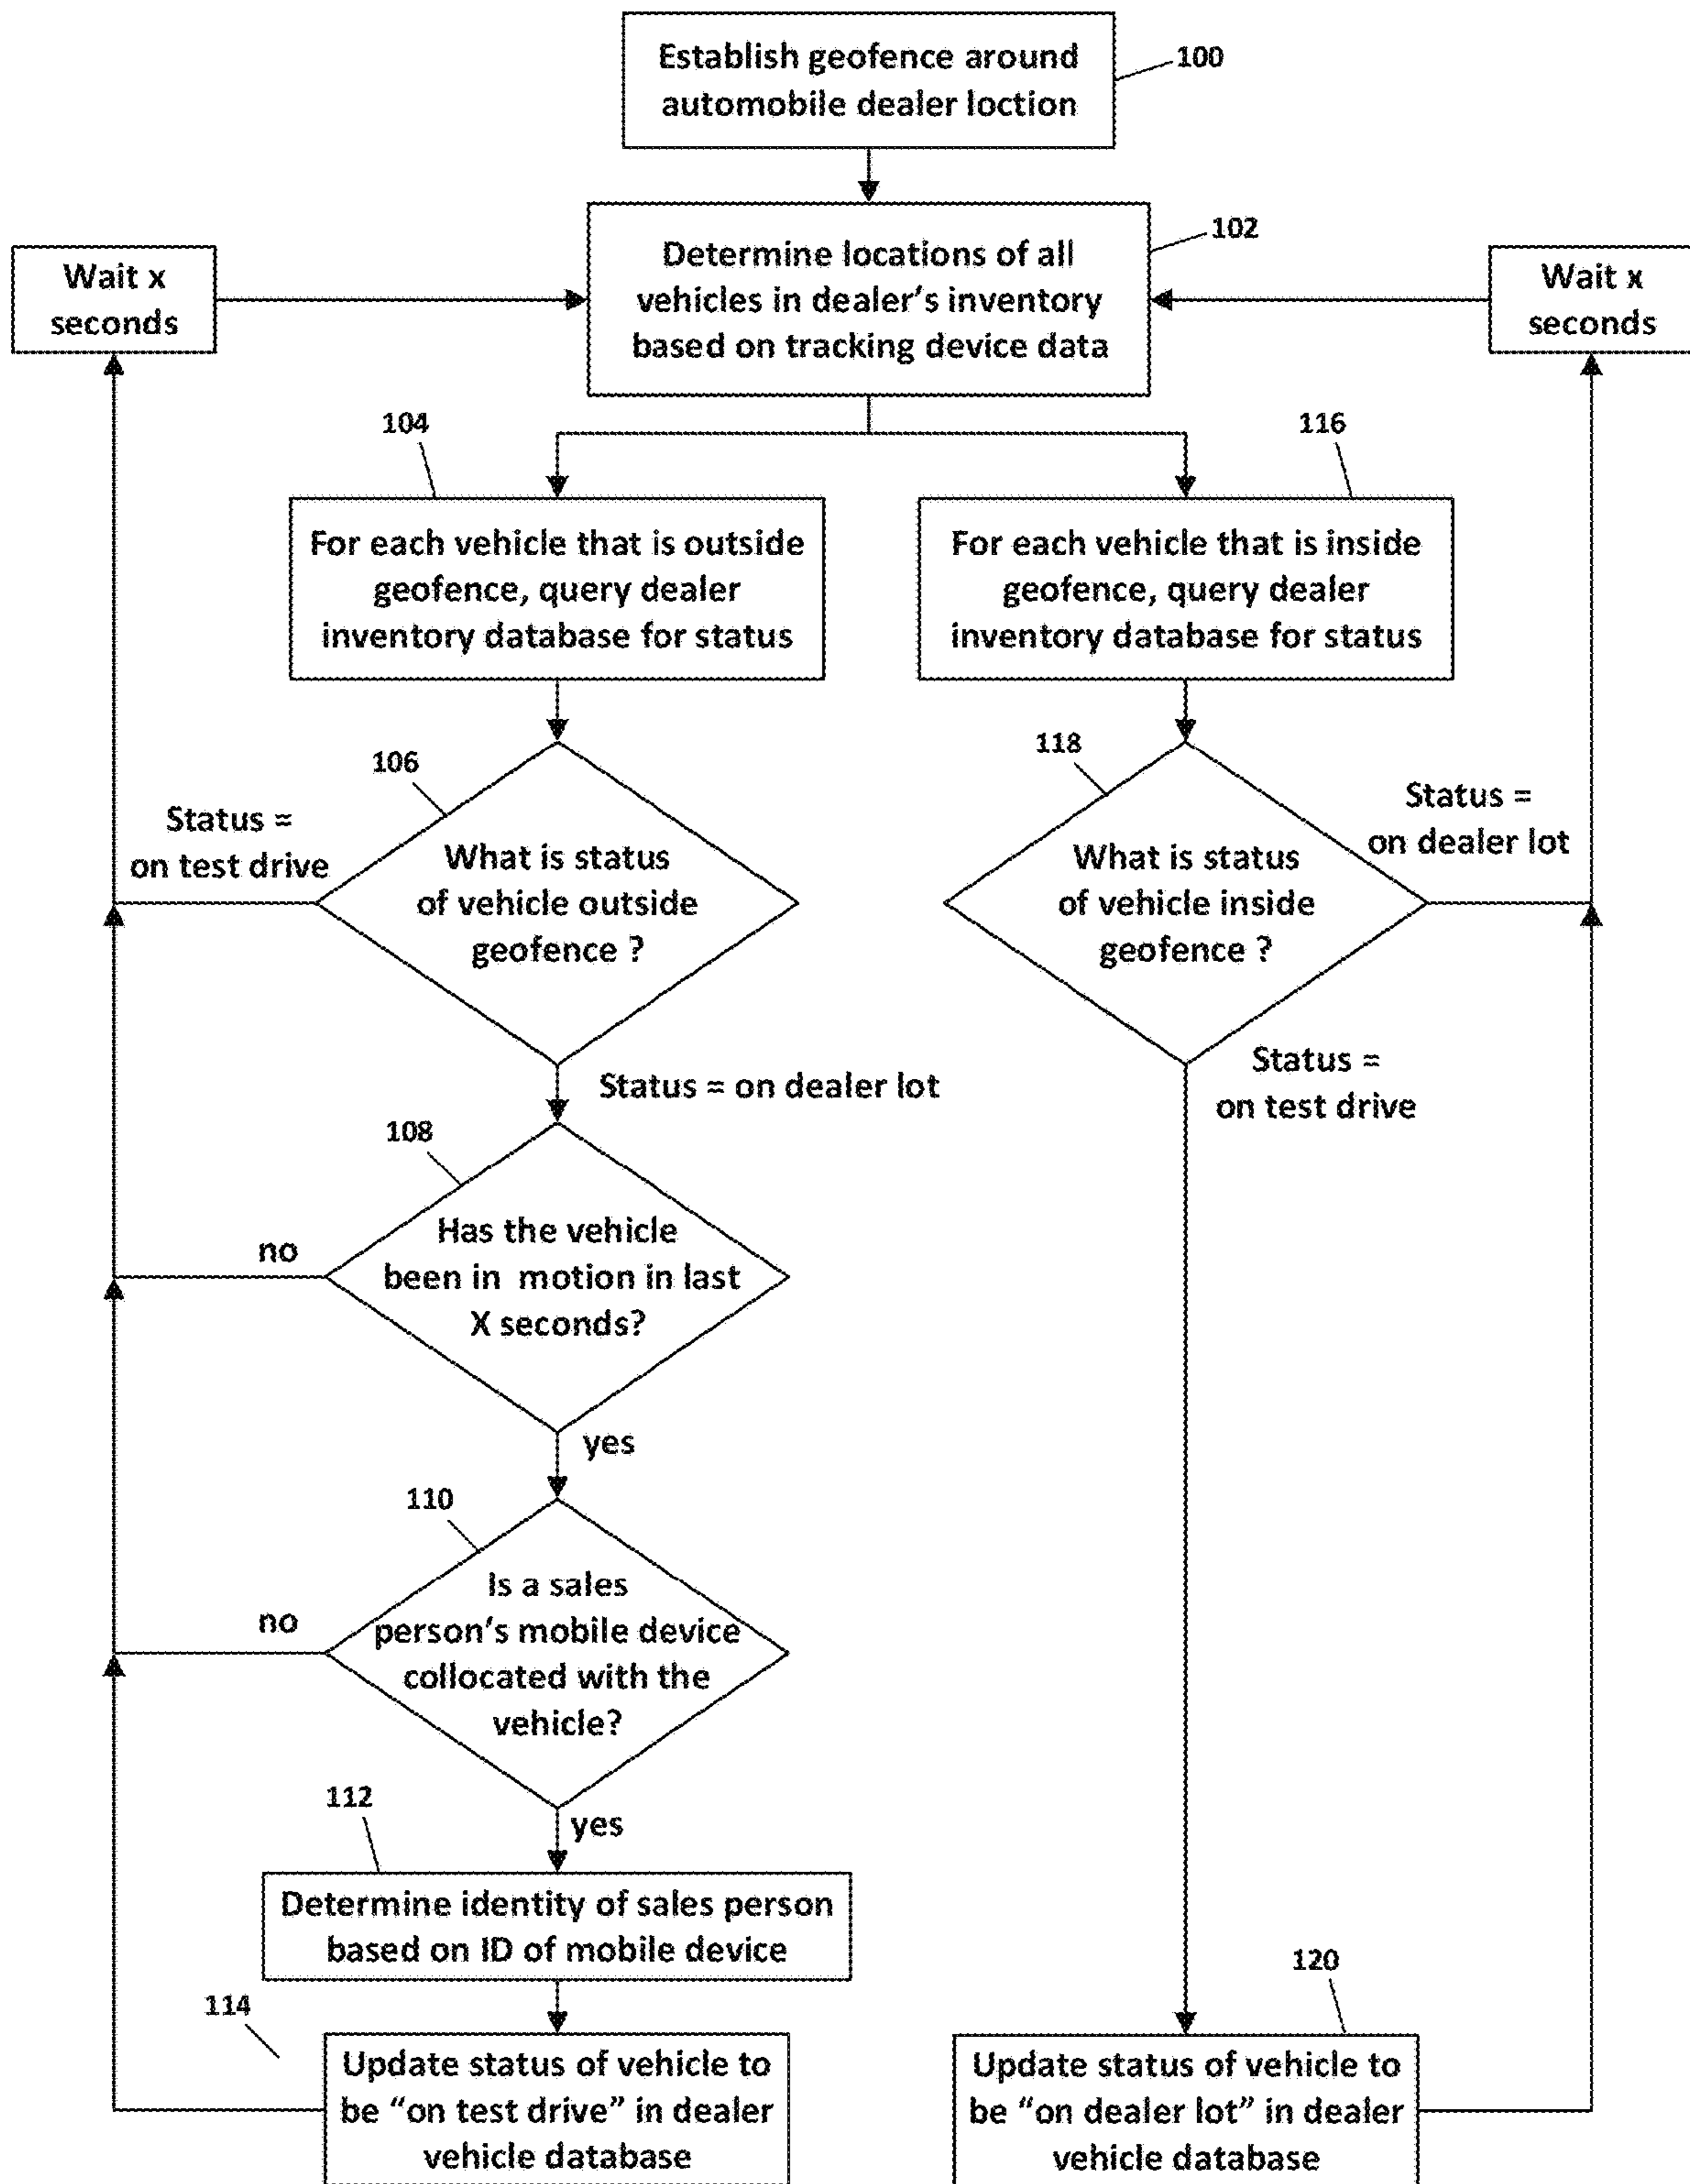 Establish geofence around
automobile dealer loction
100
102
Determine locations of all
vehicles in dealer's inventory
based on tracking device data
Wait x
seconds
Wait x
seconds
104
116
For each vehicle that is outside
geofence, query dealer
inventory database for status
For each vehicle that is inside
geofence, query dealer
inventory database for status
106
118
Status =
on test drive
What is status
of vehicle outside
geofence ?
What is status
of vehicle inside
geofence ?
Status =
on dealer lot
Status = on dealer lot
Status =
on test drive
108
no
Has the vehicle
been in motion in last
X seconds?
yes
110
no
Is a sales
person's mobile device
collocated with the
vehicle?
yes
112
Determine identity of sales person
based on ID of mobile device
114
120
Update status of vehicle to
be "on test drive" in dealer
vehicle database
Update status of vehicle to
be "on dealer lot" in dealer
vehicle database